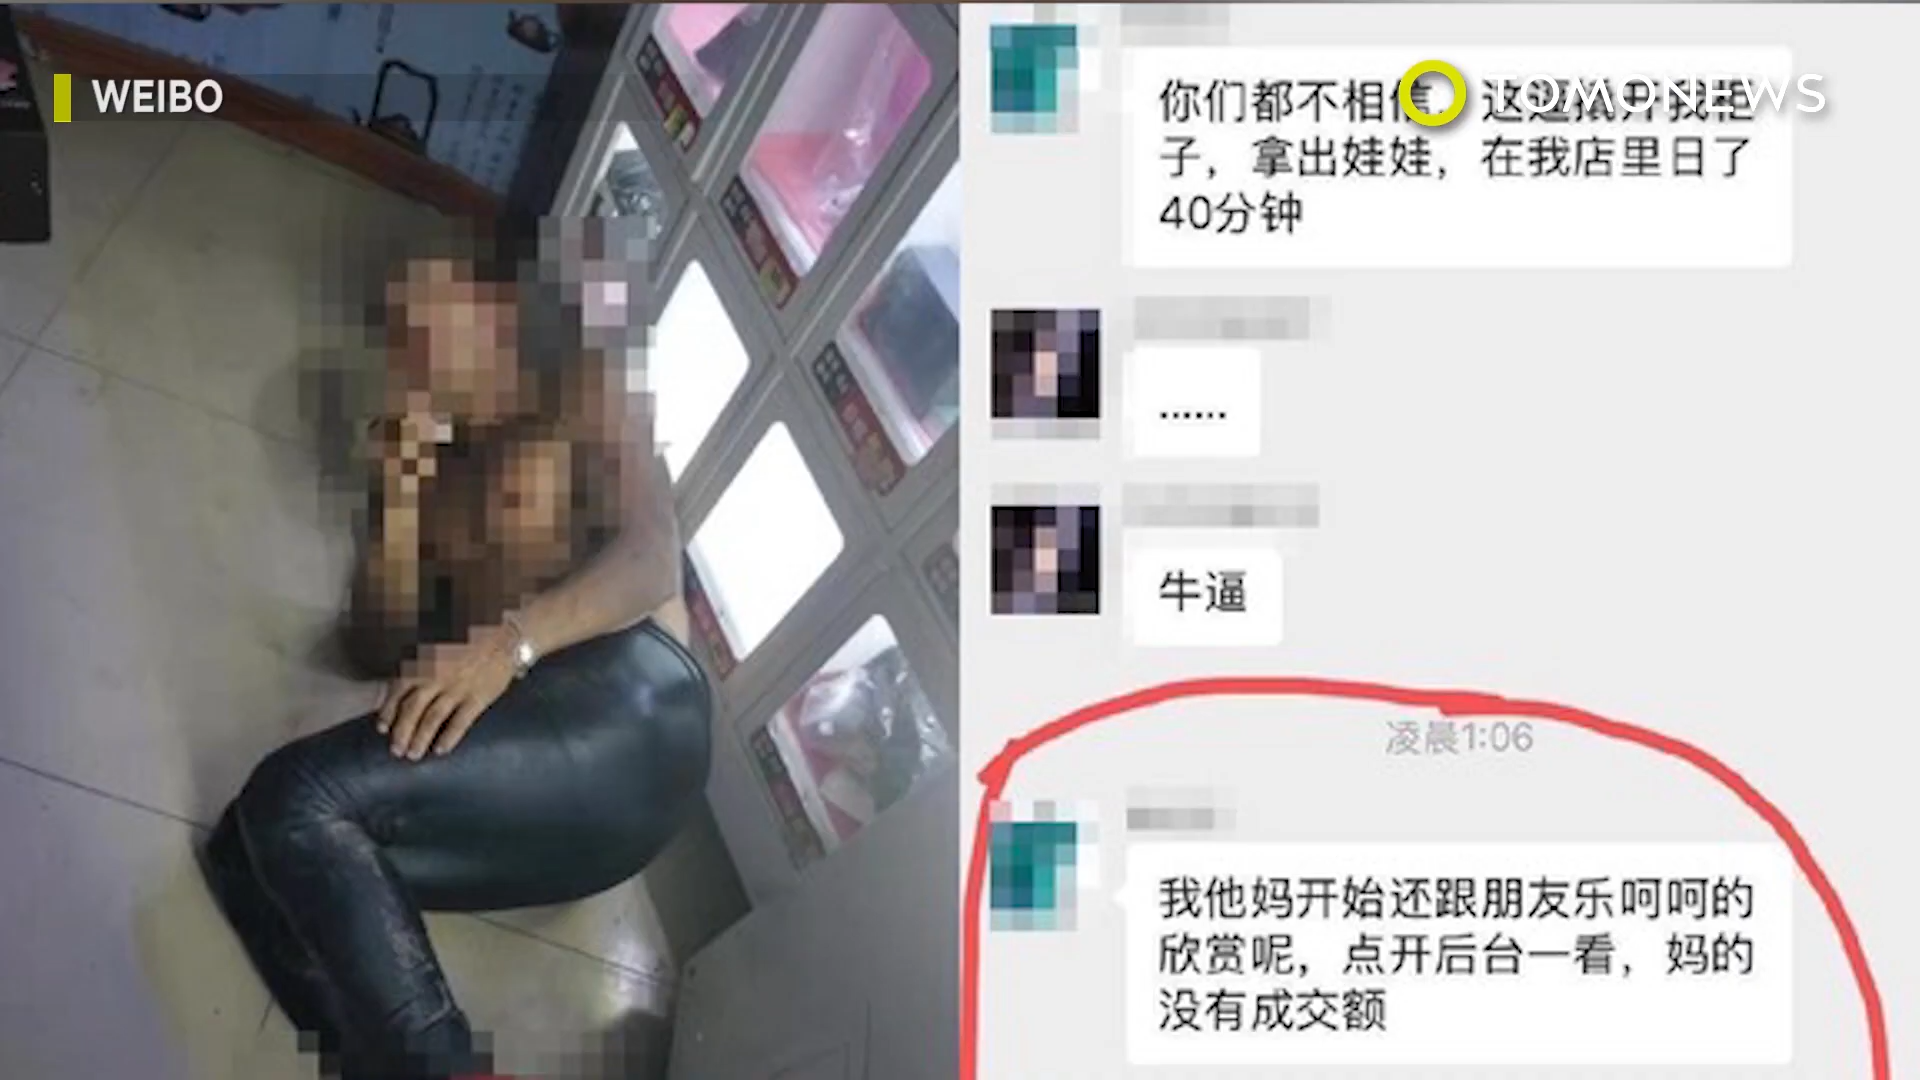 WEIBO
TOMONEWS
你们都不相信
子，拿出娃娃，在我店里日了
40分钟
......
牛逼
凌晨1:06
我他妈开始还跟朋友乐呵呵的
欣赏呢，点开后台一看，妈的
没有成交额